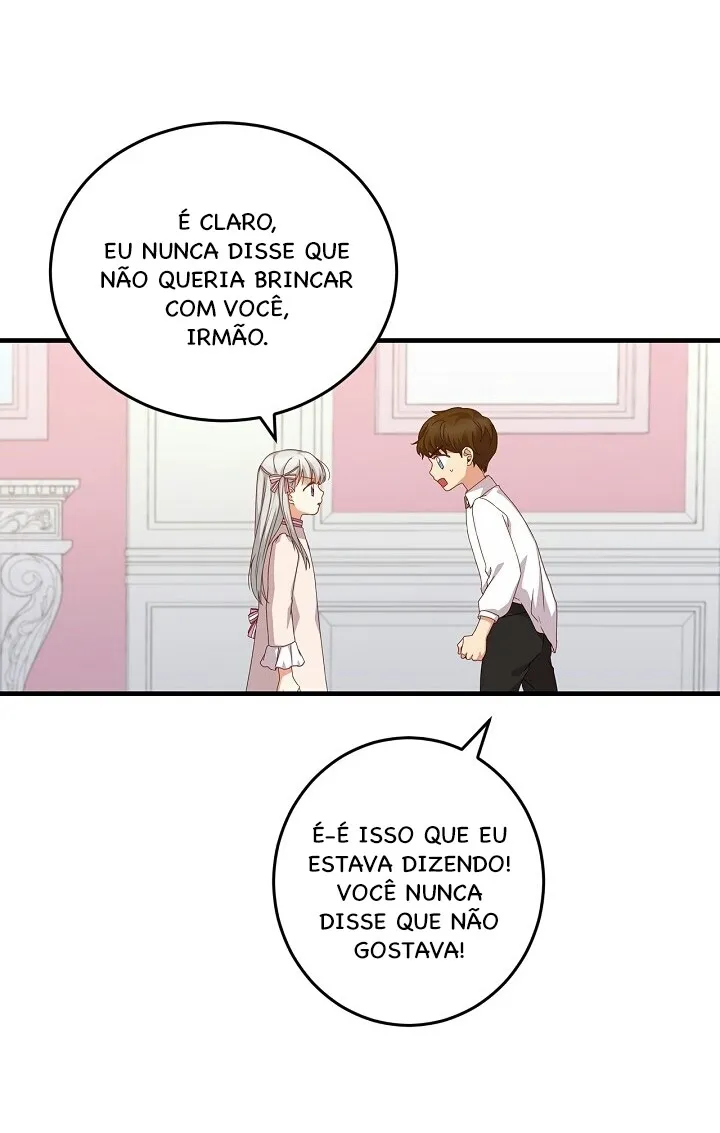 É CLARO,
EU NUNCA DISSE QUE
NÃO QUERIA BRINCAR
COM VOCÊ,
IRMÃO.
É-É ISSO QUE EU
ESTAVA DIZENDO!
VOCÊ NUNCA
DISSE QUE NÃO
GOSTAVA!